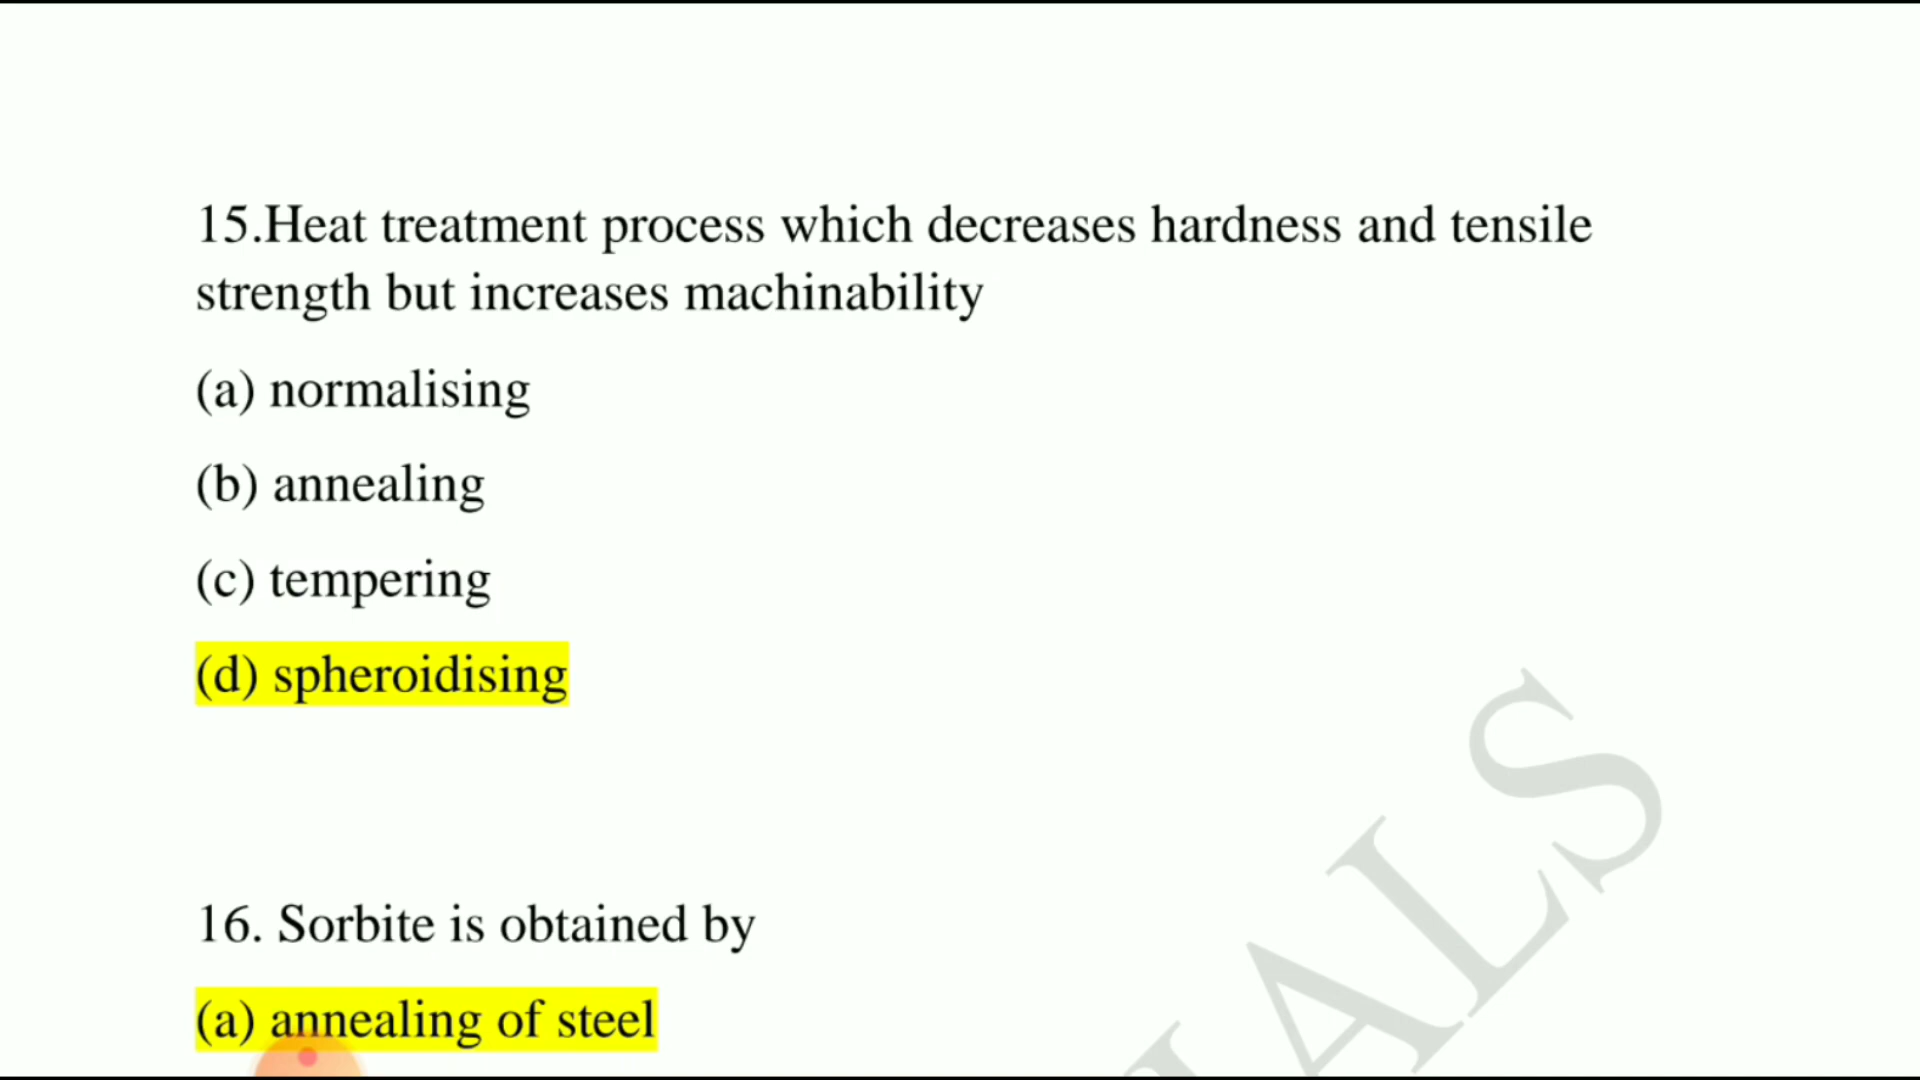 15.Heat treatment process which decreases hardness and tensile
strength but increases machinability
(a) normalising
(b) annealing
(c) tempering
(d) spheroidising
16. Sorbite is obtained by
(a) annealing of steel
ALS